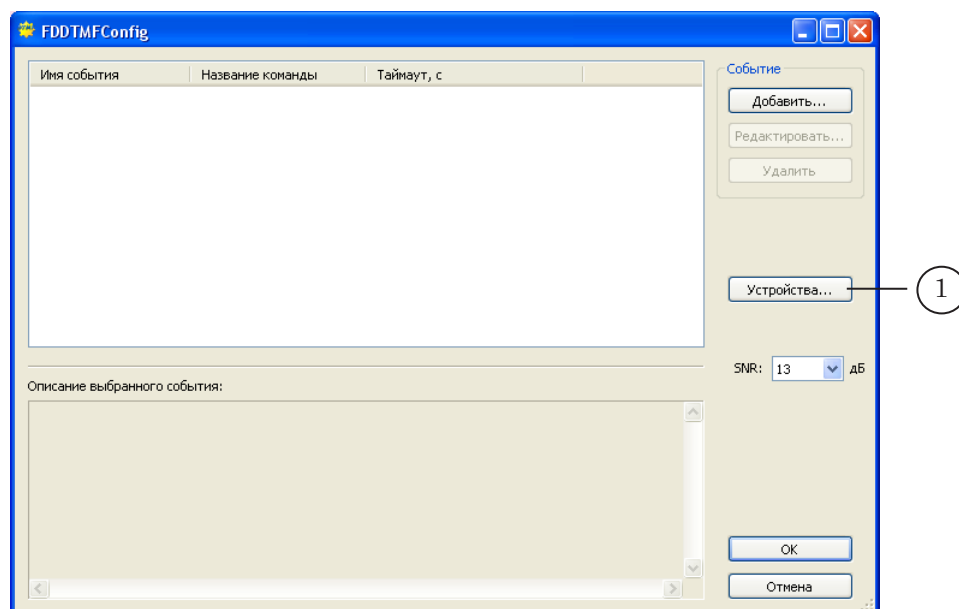 FDDTMFConfig
Имя события Название команды Таймаут, с
Событие
Добавить...
Редактировать...
Удалить
Устройства...
1
SNR: 13 дБ
Описание выбранного события:
OK
Отмена